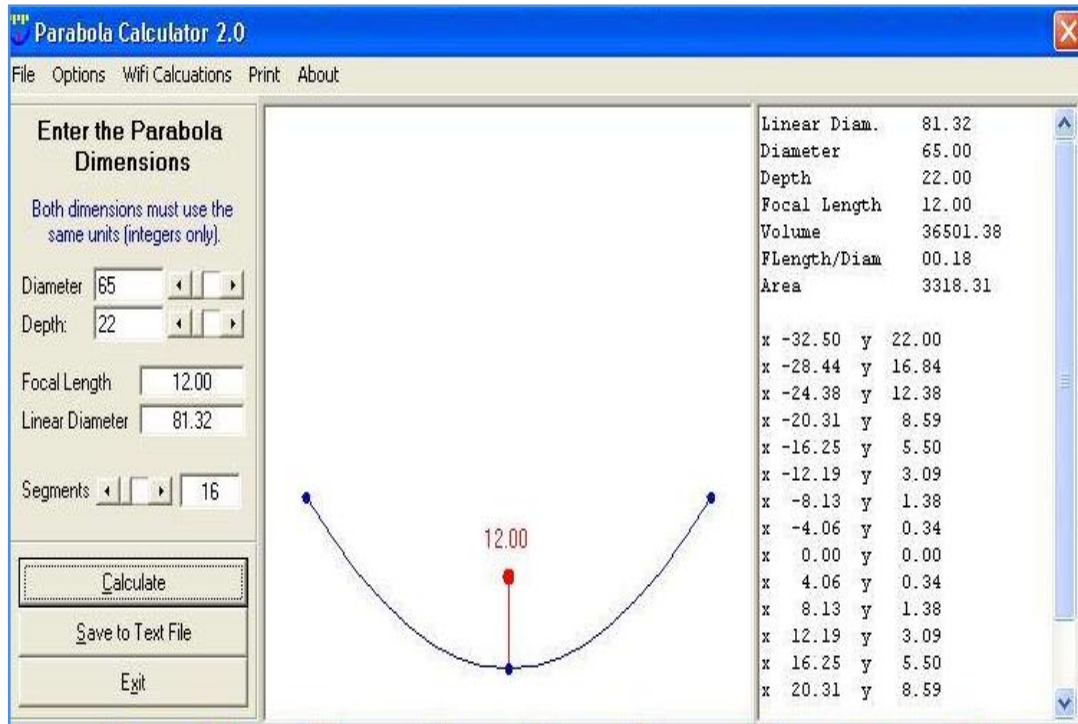 Parabola Calculator 2.0
File Options Wifi Calcuations Print About
Enter the Parabola
Dimensions
Both dimensions must use the
same units (integers only).
Diameter 65
Depth: 22
Focal Length 12.00
Linear Diameter 81.32
Segments 16
Calculate
Save to Text File
Exit
12.00
Linear Diam. 81.32
Diameter 65.00
Depth 22.00
Focal Length 12.00
Volume 36501.38
FLength/Diam 00.18
Area 3318.31
x -32.50 y 22.00
x -28.44 y 16.84
x -24.38 y 12.38
x -20.31 y 8.59
x -16.25 y 5.50
x -12.19 y 3.09
x -8.13 y 1.38
x -4.06 y 0.34
x 0.00 y 0.00
x 4.06 y 0.34
x 8.13 y 1.38
x 12.19 y 3.09
x 16.25 y 5.50
x 20.31 y 8.59